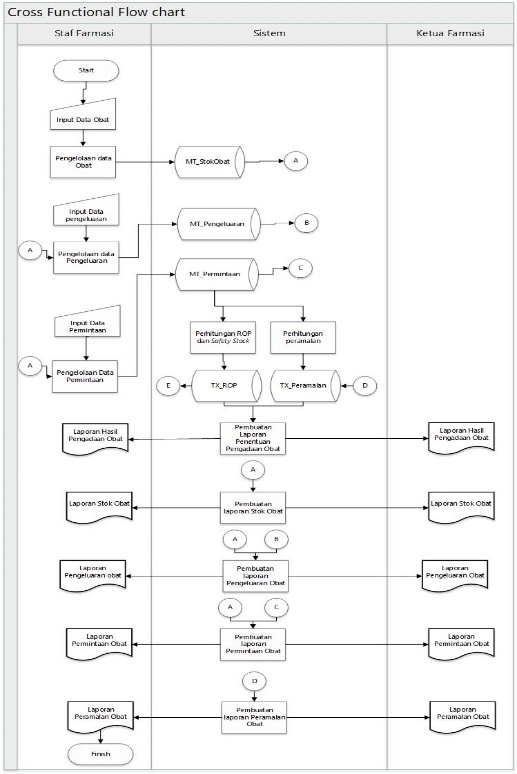 Cross Functional Flow chart
Staf Farmasi
Sistem
Ketua Farmasi
Start
Input Data Obat
Pengelolaan data
Obat
MT_StokObat
A
Input Data
pengeluaran
A
Pengelolaan data
Pengeluaran
MT_Pengeluaran
B
MT_Permintaan
C
Input Data
Permintaan
A
Pengelolaan Data
Permintaan
Perhitungan ROP
dan Safety Stock
Perhitungan
peramalan
E
TX_ROP
TX_Peramalan
D
Laporan Hasil
Pengadaan Obat
Pembuatan
Laporan
Penentuan
Pengadaan Obat
Laporan Hasil
Pengadaan Obat
A
Laporan Stok Obat
Pembuatan
laporan Stok Obat
Laporan Stok Obat
A
B
Laporan
Pengeluaran obat
Pembuatan
laporan
Pengeluaran Obat
Laporan
Pengeluaran Obat
A
C
Laporan
Permintaan Obat
Pembuatan
laporan
Permintaan Obat
Laporan
Permintaan Obat
D
Laporan
Peramalan Obat
Pembuatan
laporan Peramalan
Obat
Laporan
Peramalan Obat
Finish